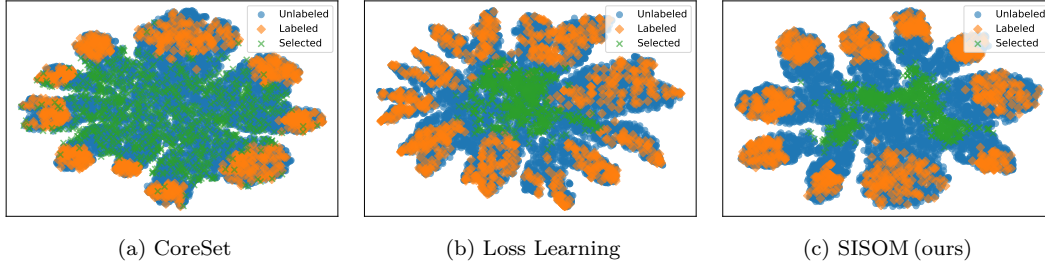 Unlabeled
Labeled
Selected
Unlabeled
Labeled
Selected
Unlabeled
Labeled
Selected
(a) CoreSet
(b) Loss Learning
(c) SISOM (ours)